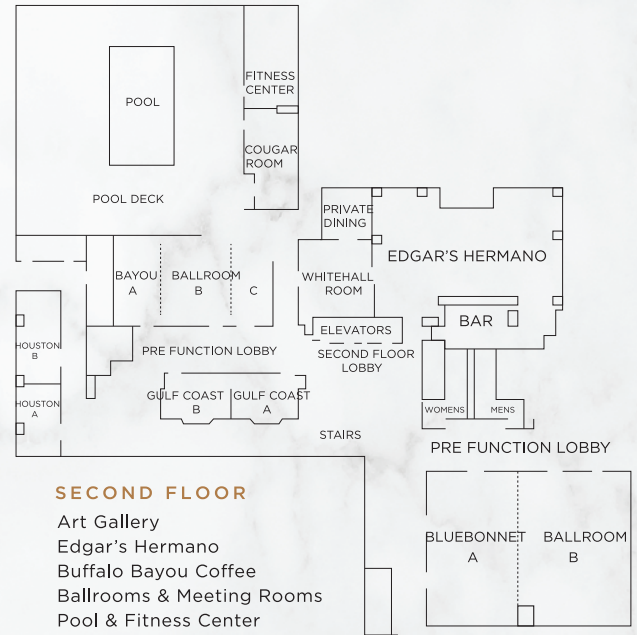 FITNESS
CENTER
POOL
COUGAR
ROOM
POOL DECK
PRIVATE
DINING
EDGAR'S HERMANO
BAYOU
A
BALLROOM
B
C
WHITEHALL
ROOM
BAR
ELEVATORS
HOUSTON
B
PRE FUNCTION LOBBY
SECOND FLOOR
LOBBY
GULF COAST
B
GULF COAST
A
HOUSTON
A
WOMENS
MENS
STAIRS
PRE FUNCTION LOBBY
BLUEBONNET
A
BALLROOM
B
SECOND FLOOR
Art Gallery
Edgar's Hermano
Buffalo Bayou Coffee
Ballrooms & Meeting Rooms
Pool & Fitness Center